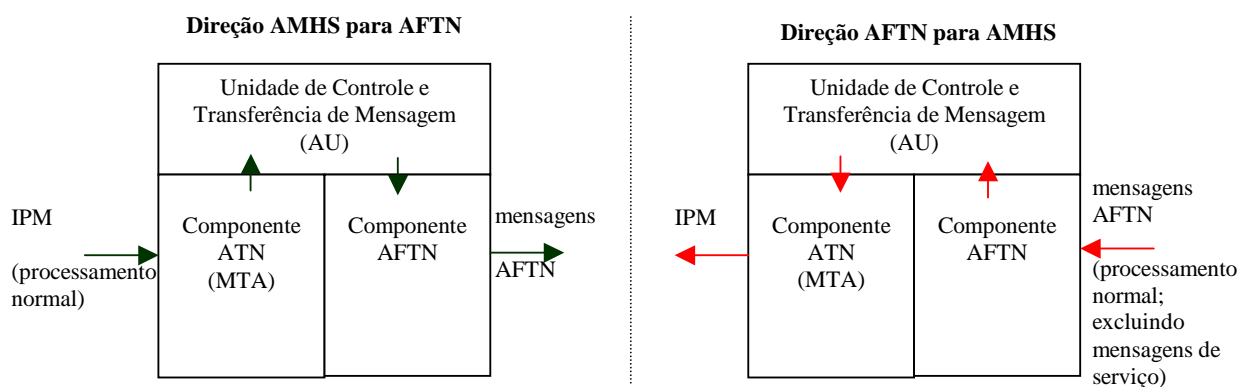 Direção AMHS para AFTN
Unidade de Controle e
Transferência de Mensagem
(AU)
IPM
(processamento
normal)
Componente
ATN
(MTA)
Componente
AFTN
mensagens
AFTN
Direção AFTN para AMHS
Unidade de Controle e
Transferência de Mensagem
(AU)
IPM
Componente
ATN
(MTA)
Componente
AFTN
mensagens
AFTN
(processamento
normal;
excluindo
mensagens de
serviço)